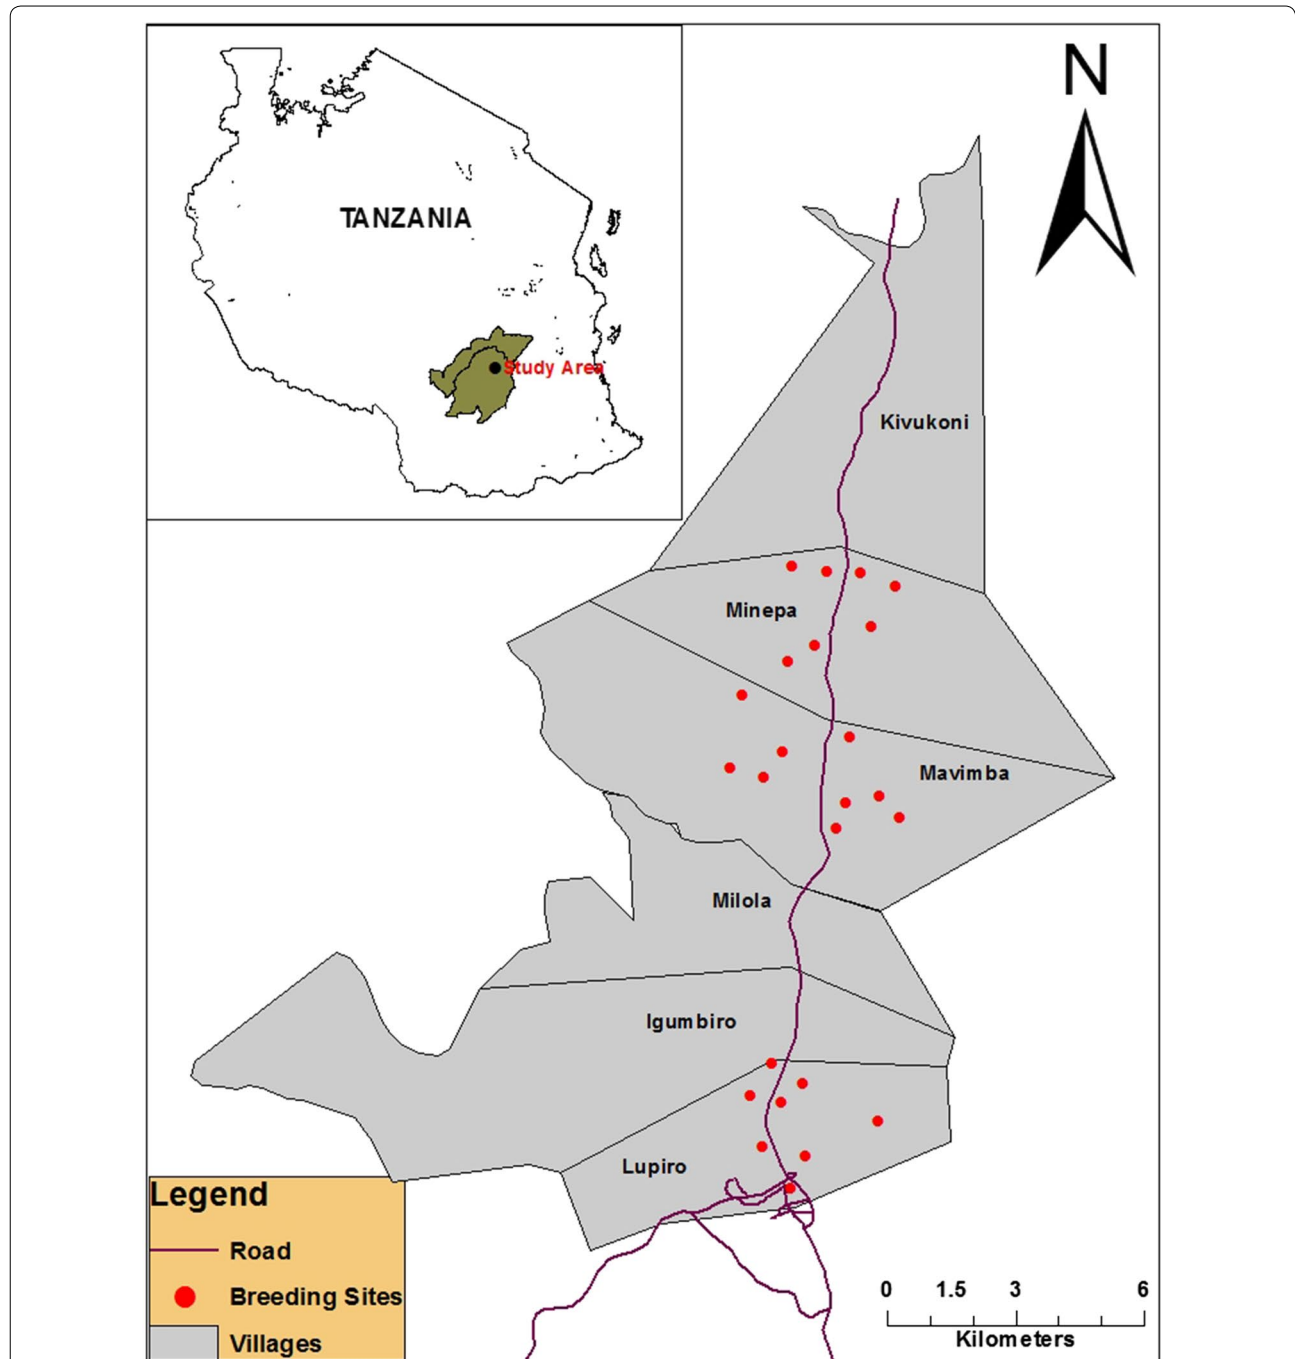 N
TANZANIA
Study Area
Kivukoni
Minepa
Mavimba
Milola
Igumbiro
Lupiro
Legend
Road
Breeding Sites
Villages
0 1.5 3 6
Kilometers